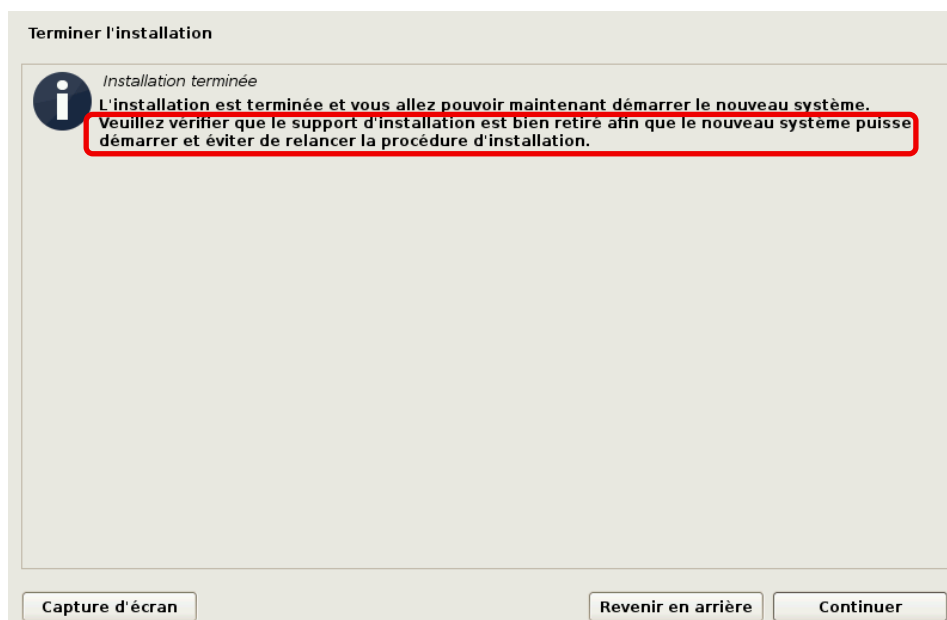 Terminer l'installation
Installation terminée
L'installation est terminée et vous allez pouvoir maintenant démarrer le nouveau système.
Veuillez vérifier que le support d'installation est bien retiré afin que le nouveau système puisse
démarrer et éviter de relancer la procédure d'installation.
Capture d'écran
Revenir en arrière
Continuer